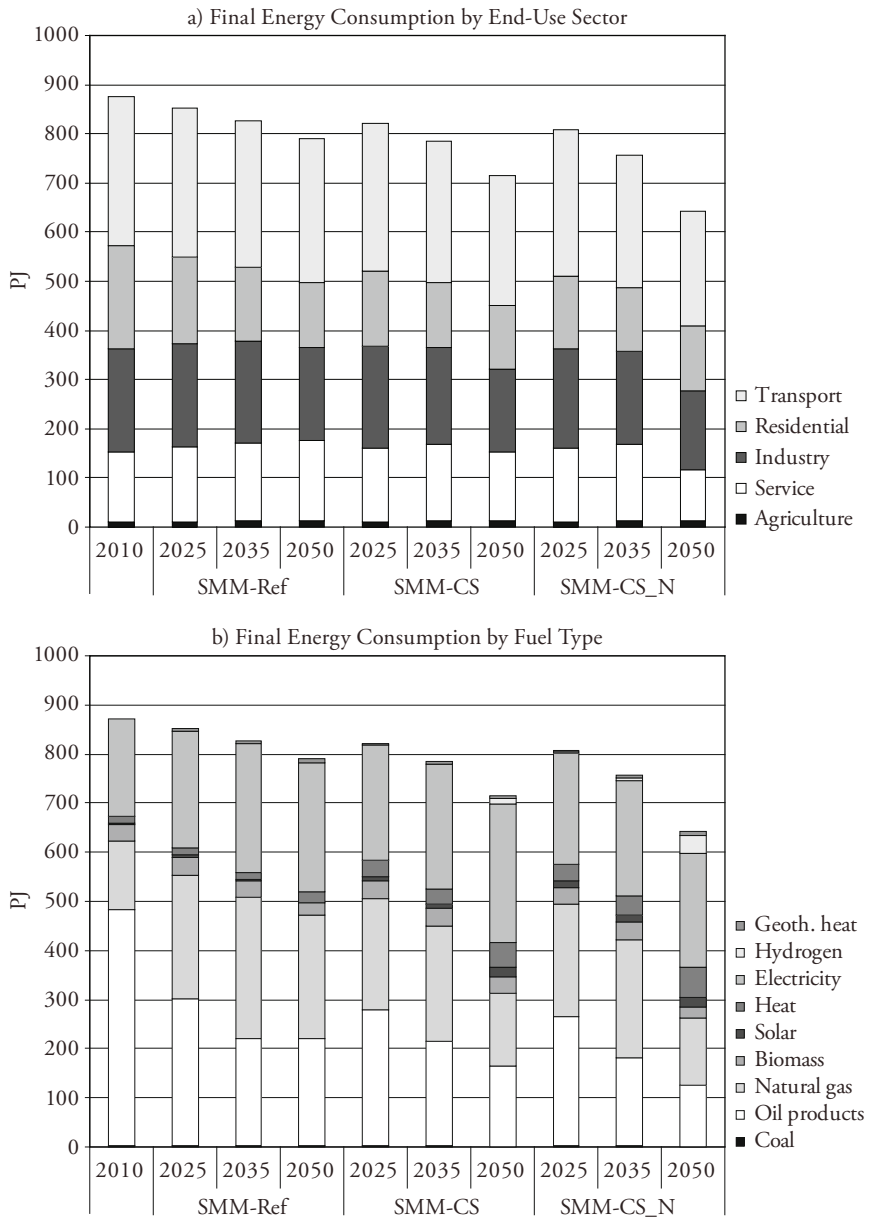 a) Final Energy Consumption by End-Use Sector
1000
900
800
700
600
500
400
300
200
100
0
PJ
Transport
Residential
Industry
Service
Agriculture
2010 2025 2035 2050 2025 2035 2050 2025 2035 2050
SMM-Ref SMM-CS SMM-CS_N
b) Final Energy Consumption by Fuel Type
1000
900
800
700
600
500
400
300
200
100
0
PJ
Geoth. heat
Hydrogen
Electricity
Heat
Solar
Biomass
Natural gas
Oil products
Coal
2010 2025 2035 2050 2025 2035 2050 2025 2035 2050
SMM-Ref SMM-CS SMM-CS_N